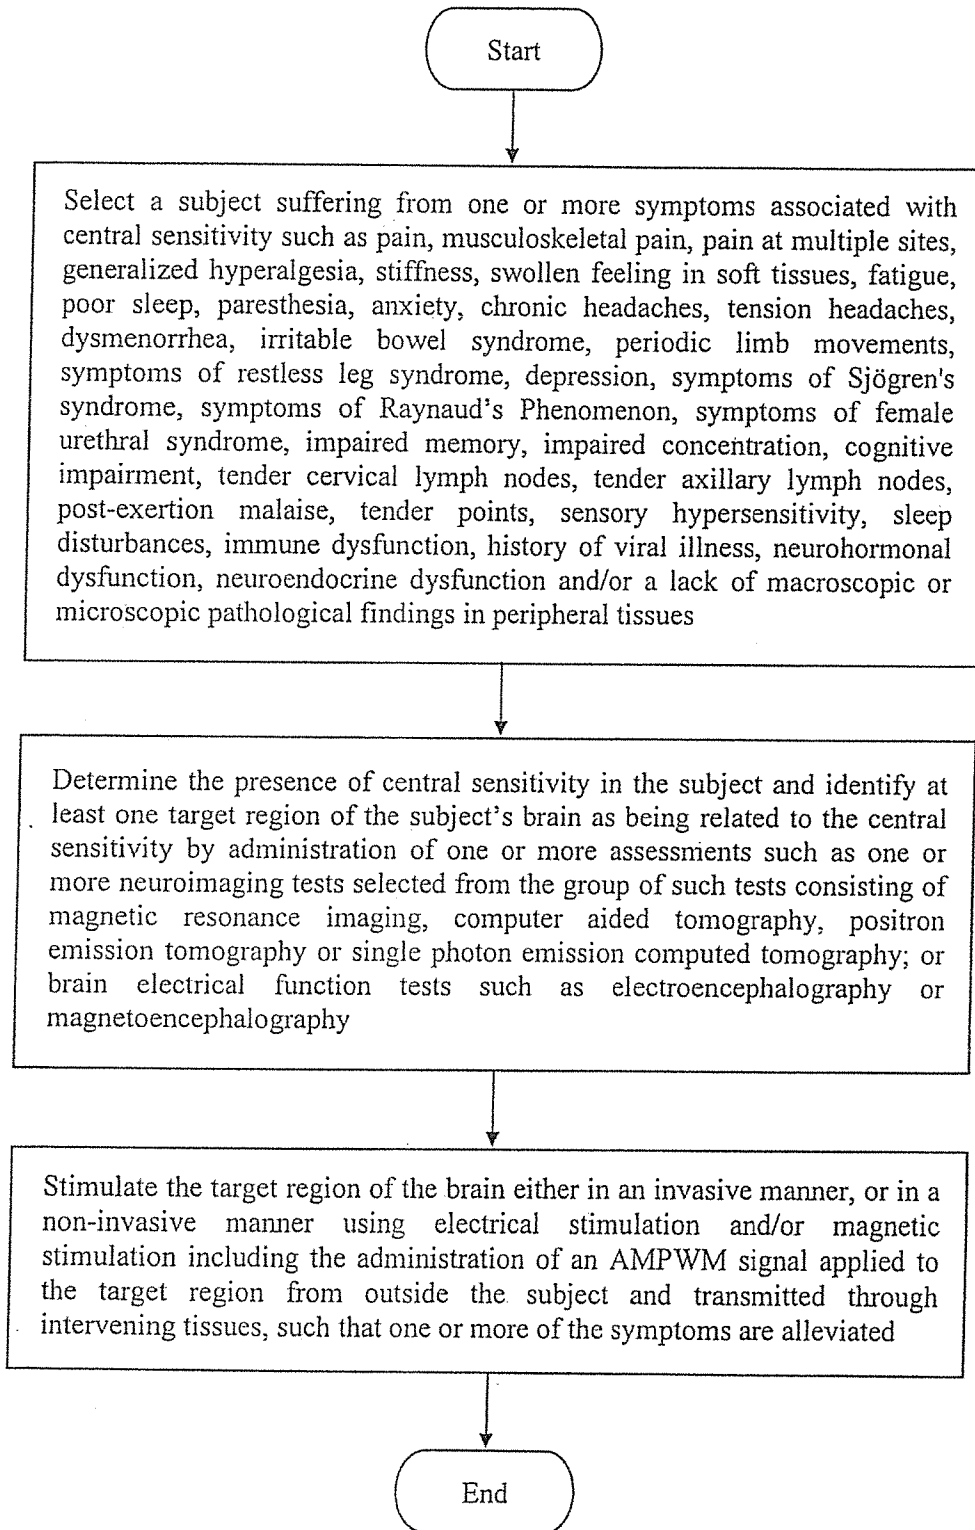 Start
Select a subject suffering from one or more symptoms associated with
central sensitivity such as pain, musculoskeletal pain, pain at multiple sites,
generalized hyperalgesia, stiffness, swollen feeling in soft tissues, fatigue,
poor sleep, paresthesia, anxiety, chronic headaches, tension headaches,
dysmenorrhea, irritable bowel syndrome, periodic limb movements,
symptoms of restless leg syndrome, depression, symptoms of Sjögren's
syndrome, symptoms of Raynaud's Phenomenon, symptoms of female
urethral syndrome, impaired memory, impaired concentration, cognitive
impairment, tender cervical lymph nodes, tender axillary lymph nodes,
post-exertion malaise, tender points, sensory hypersensitivity, sleep
disturbances, immune dysfunction, history of viral illness, neurohormonal
dysfunction, neuroendocrine dysfunction and/or a lack of macroscopic or
microscopic pathological findings in peripheral tissues
Determine the presence of central sensitivity in the subject and identify at
least one target region of the subject's brain as being related to the central
sensitivity by administration of one or more assessments such as one or
more neuroimaging tests selected from the group of such tests consisting of
magnetic resonance imaging, computer aided tomography, positron
emission tomography or single photon emission computed tomography; or
brain electrical function tests such as electroencephalography or
magnetoencephalography
Stimulate the target region of the brain either in an invasive manner, or in a
non-invasive manner using electrical stimulation and/or magnetic
stimulation including the administration of an AMPWM signal applied to
the target region from outside the subject and transmitted through
intervening tissues, such that one or more of the symptoms are alleviated
End